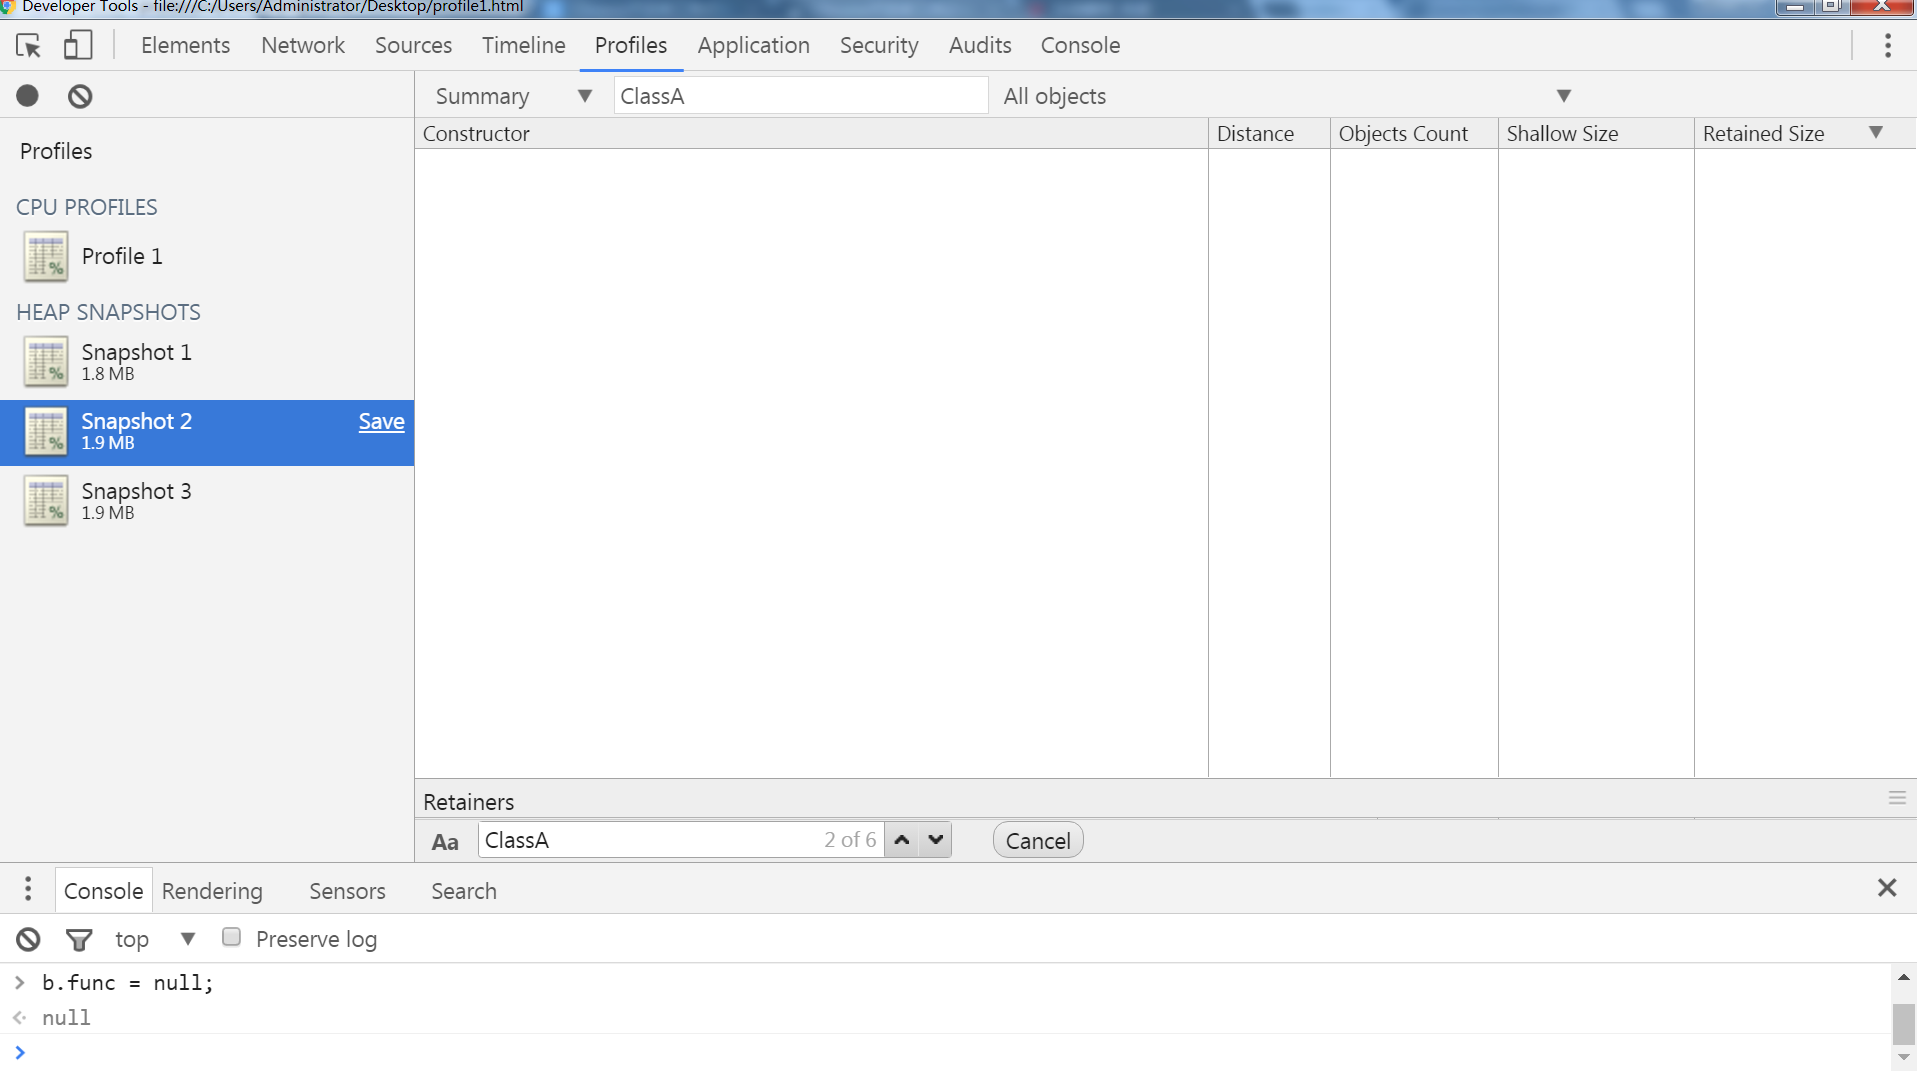 Developer Tools - file:///C:/Users/Administrator/Desktop/profile1.html
Elements Network Sources Timeline Profiles Application Security Audits Console
Summary ClassA All objects
Constructor Distance Objects Count Shallow Size Retained Size
Profiles
CPU PROFILES
Profile 1
HEAP SNAPSHOTS
Snapshot 1
1.8 MB
Snapshot 2 Save
1.9 MB
Snapshot 3
1.9 MB
Retainers
Aa ClassA 2 of 6 Cancel
Console Rendering Sensors Search
top Preserve log
b.func = null;
null